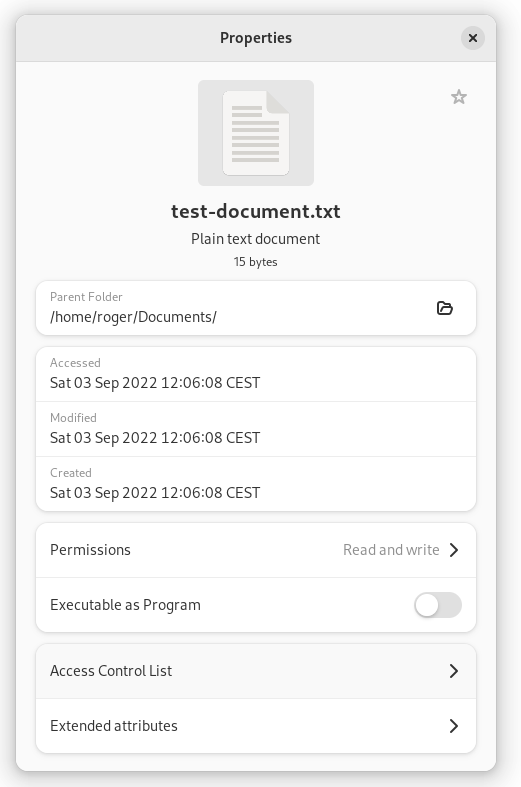 Properties
test-document.txt
Plain text document
15 bytes
Parent Folder
/home/roger/Documents/
Accessed
Sat 03 Sep 2022 12:06:08 CEST
Modified
Sat 03 Sep 2022 12:06:08 CEST
Created
Sat 03 Sep 2022 12:06:08 CEST
Permissions Read and write
Executable as Program
Access Control List
Extended attributes